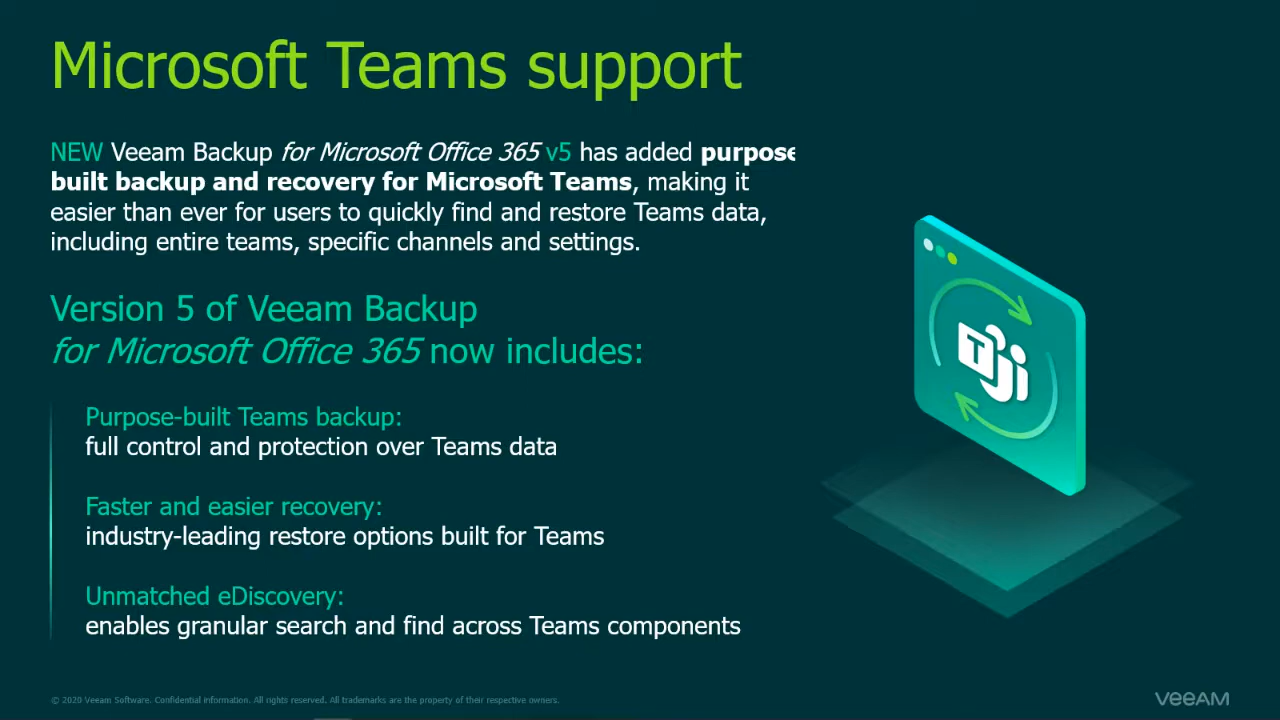 Microsoft Teams support
NEW Veeam Backup for Microsoft Office 365 v5 has added purpose
built backup and recovery for Microsoft Teams, making it
easier than ever for users to quickly find and restore Teams data,
including entire teams, specific channels and settings.
Version 5 of Veeam Backup
for Microsoft Office 365 now includes:
Purpose-built Teams backup:
full control and protection over Teams data
Faster and easier recovery:
industry-leading restore options built for Teams
Unmatched eDiscovery:
enables granular search and find across Teams components
T
© 2020 Veeam Software. Confidential information. All rights reserved. All trademarks are the property of their respective owners.
veeAM